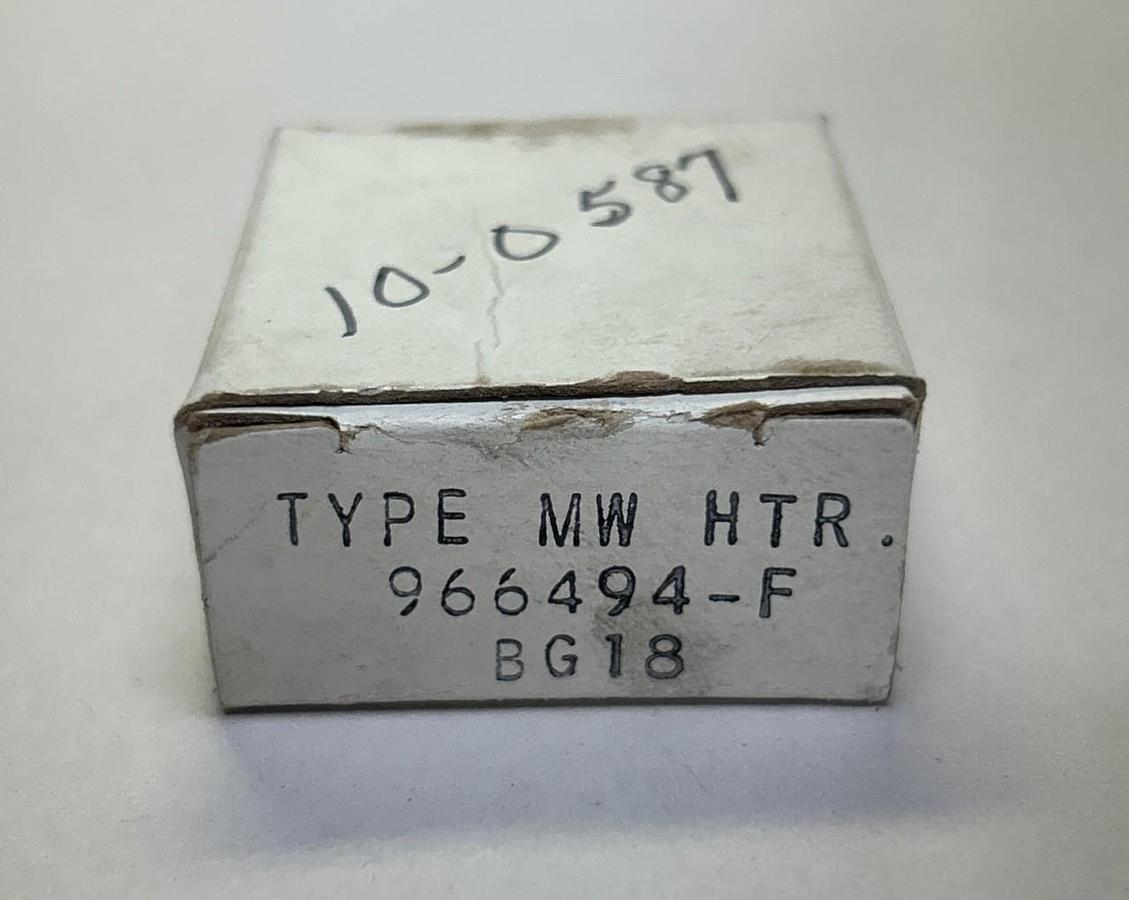 10-0587
TYPE MW HTR.
966494-F
BG18